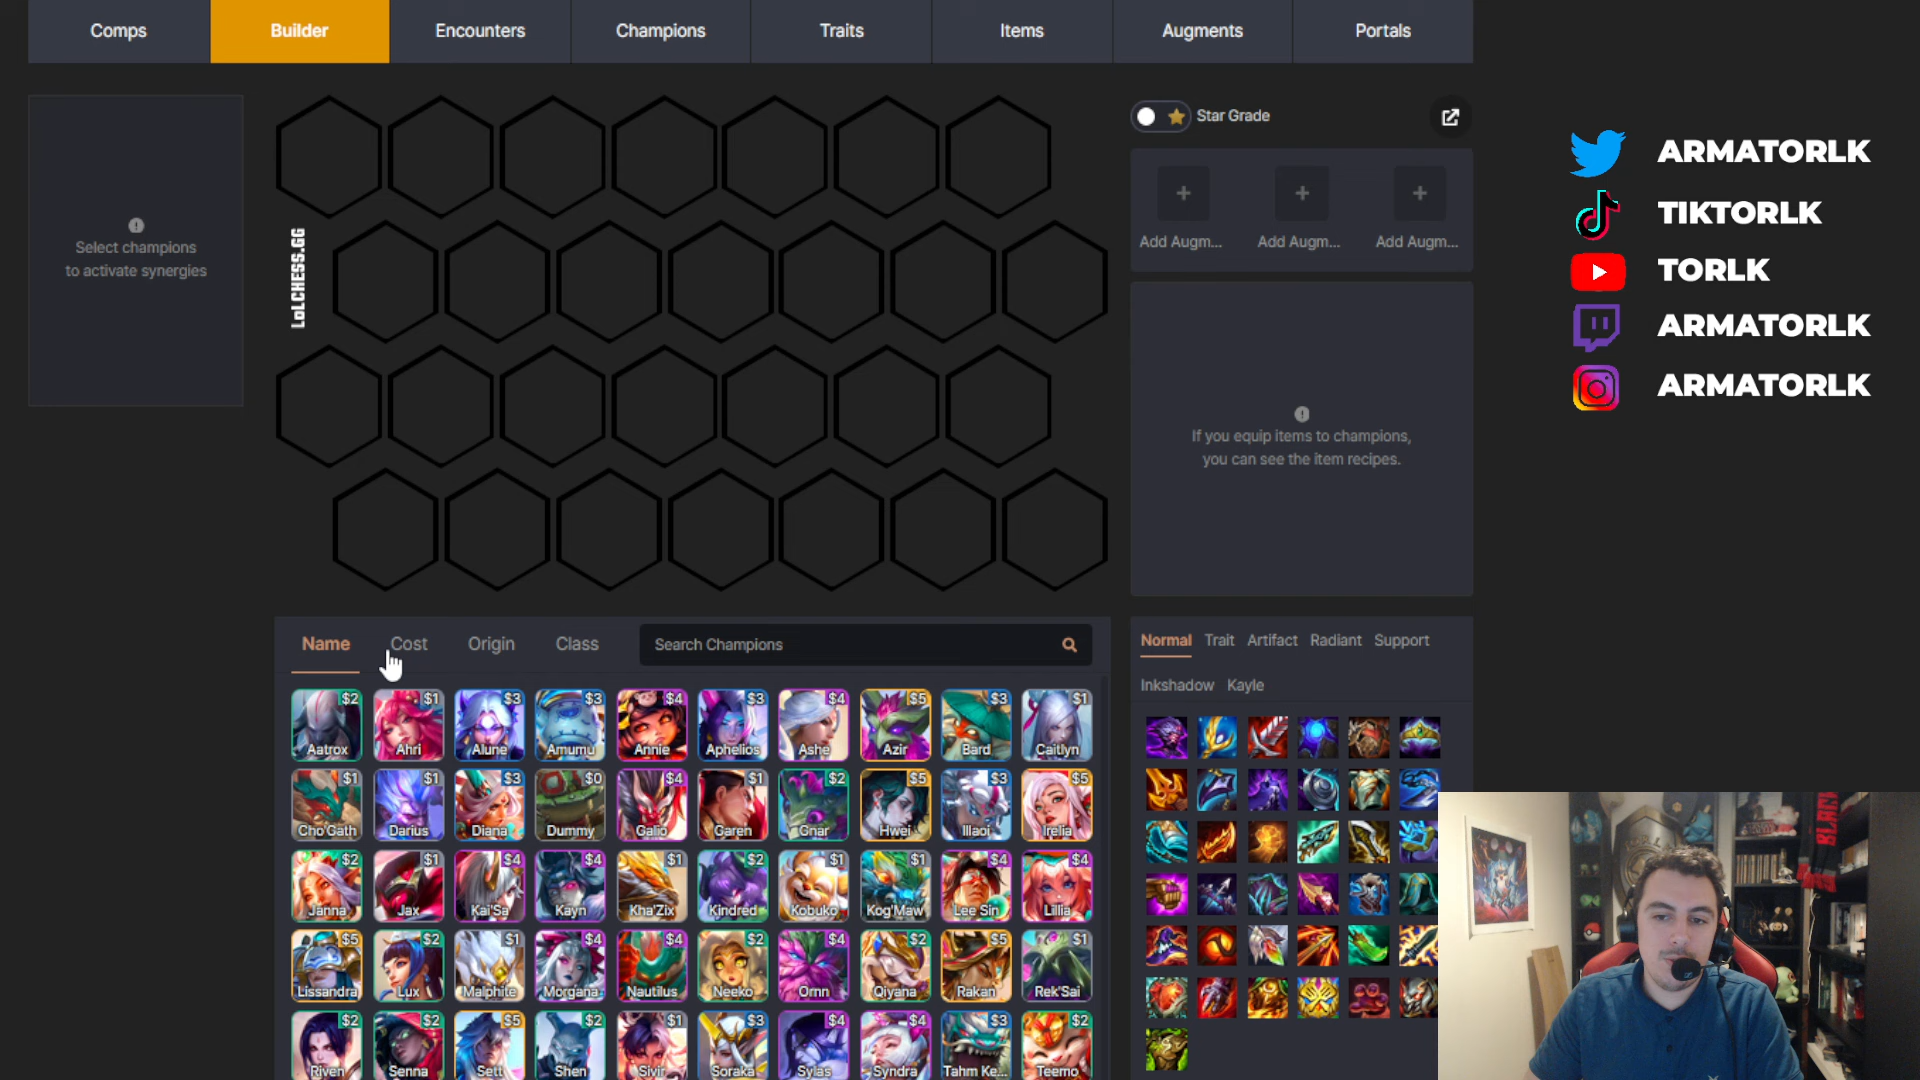 Comps
Builder
Encounters
Champions
Traits
Items
Augments
Portals
Select champions
to activate synergies
LoLCHESS.GG
Star Grade
Add Augm...
Add Augm...
Add Augm...
If you equip items to champions,
you can see the item recipes.
ARMATORLK
TIKTORLK
TORLK
ARMATORLK
ARMATORLK
Name
Cost
Origin
Class
Search Champions
$2
$1
$3
$3
$4
$3
$4
$5
$3
$1
Aatrox
Ahri
Alune
Amumu
Annie
Aphelios
Ashe
Azir
Bard
Caitlyn
$1
$1
$3
$0
$4
$1
$2
$5
$3
$5
Cho'Gath
Darius
Diana
Dummy
Galio
Garen
Gnar
Hwei
Illaoi
Irelia
$2
$1
$4
$4
$1
$2
$1
$1
$4
$4
Janna
Jax
Kai'Sa
Kayn
Kha'Zix
Kindred
Kobuko
Kog'Maw
Lee Sin
Lillia
$5
$2
$1
$4
$4
$2
$4
$2
$5
$1
Lissandra
Lux
Malphite
Morgana
Nautilus
Neeko
Ornn
Qiyana
Rakan
Rek'Sai
$2
$2
$5
$2
$1
$3
$4
$4
$3
$2
Riven
Senna
Sett
Shen
Sivir
Soraka
Sylas
Syndra
Tahm Ke...
Teemo
Normal
Trait
Artifact
Radiant
Support
Inkshadow
Kayle